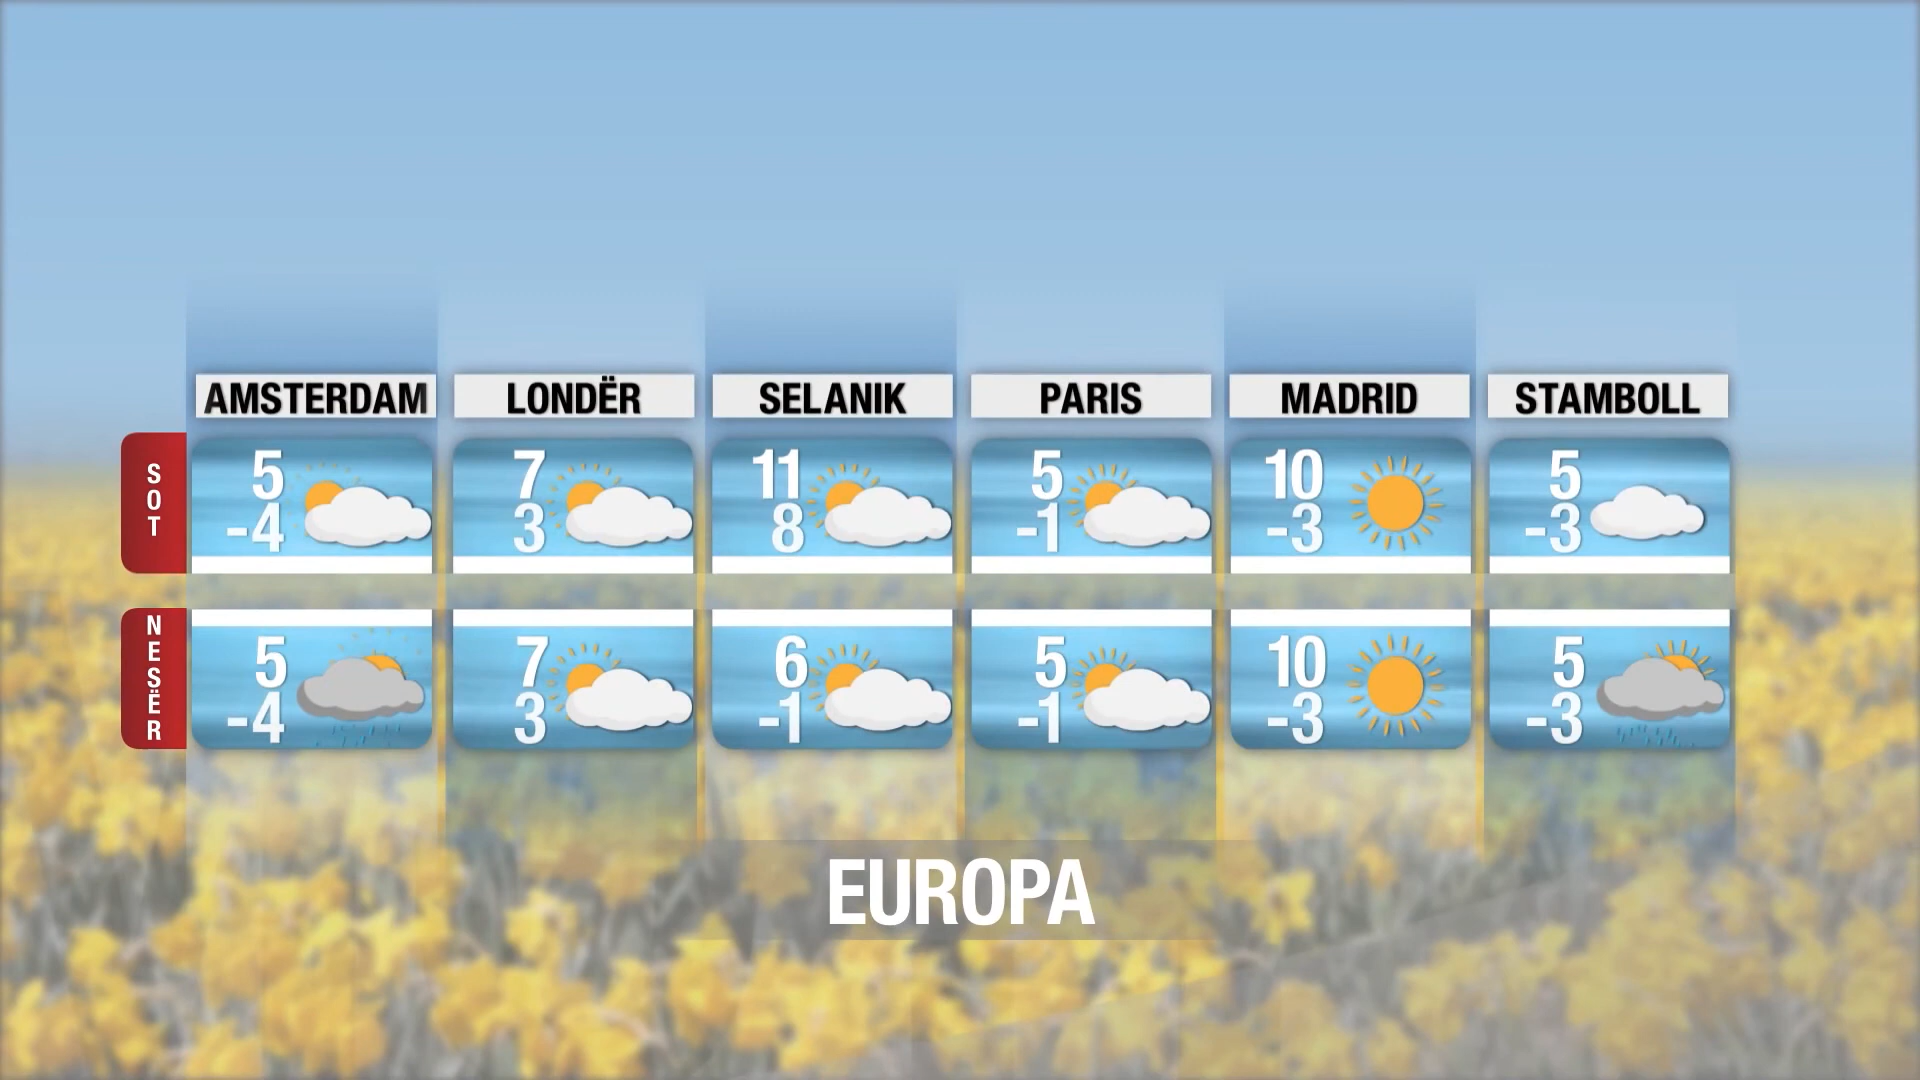 AMSTERDAM LONDËR SELANIK PARIS MADRID STAMBOLL
SOT
5 7 11 5 10 5
-4 3 8 -1 -3 -3
NESËR
5 7 6 5 10 5
-4 3 -1 -1 -3 -3
EUROPA